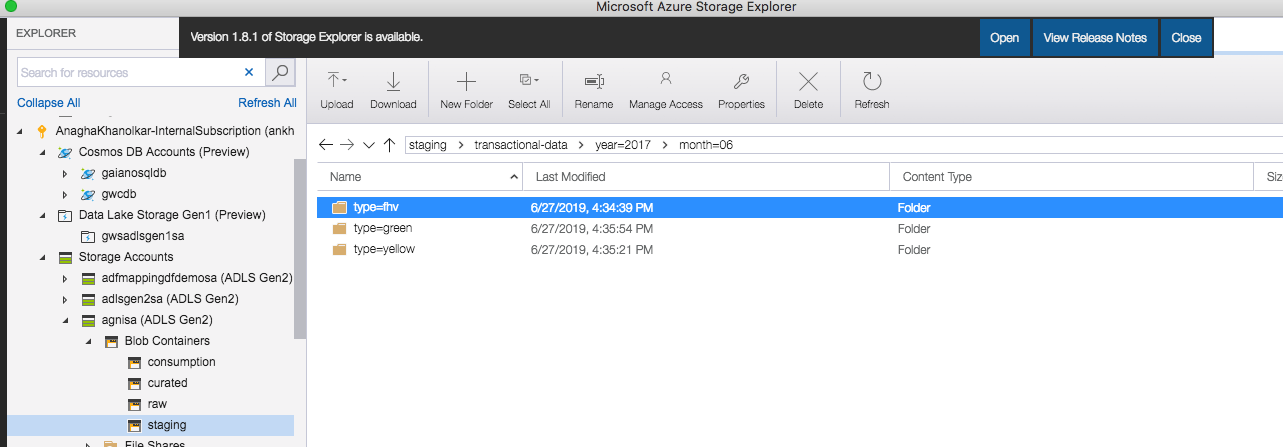 Microsoft Azure Storage Explorer
EXPLORER
Version 1.8.1 of Storage Explorer is available.
Open
View Release Notes
Close
Search for resources
Collapse All
Refresh All
AnaghaKhanolkar-InternalSubscription (ankh
Cosmos DB Accounts (Preview)
gaianosqldb
gwcdb
Data Lake Storage Gen1 (Preview)
gwsadlsgen1sa
Storage Accounts
adfmappingdfdemosa (ADLS Gen2)
adlsgen2sa (ADLS Gen2)
agnisa (ADLS Gen2)
Blob Containers
consumption
curated
raw
staging
File Shares
Upload
Download
New Folder
Select All
Rename
Manage Access
Properties
Delete
Refresh
staging > transactional-data > year=2017 > month=06
Name Last Modified Content Type Siz
type=fhv 6/27/2019, 4:34:39 PM Folder
type=green 6/27/2019, 4:35:54 PM Folder
type=yellow 6/27/2019, 4:35:21 PM Folder